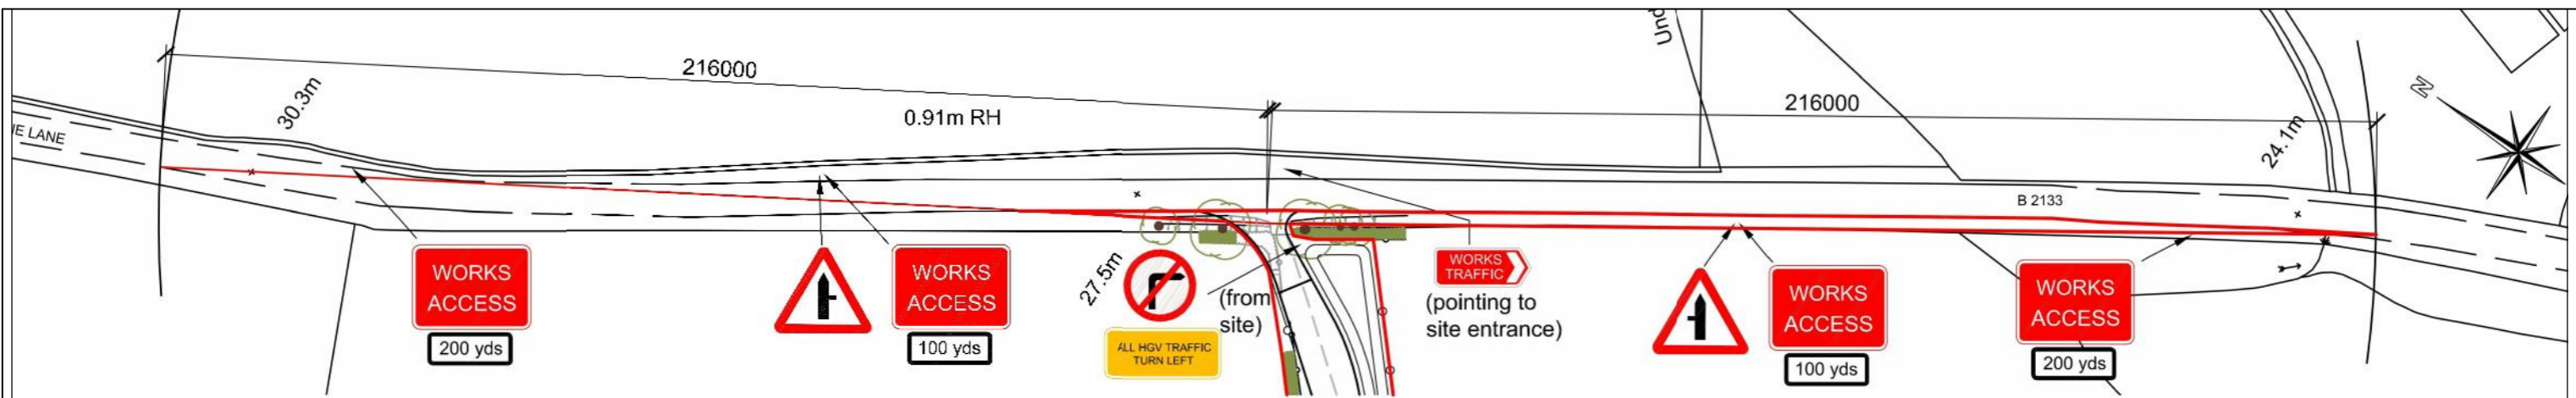 216000
216000
30.3m
0.91m RH
24.1m
N
B 2133
WORKS
ACCESS
200 yds
WORKS
ACCESS
100 yds
27.5m
ALL HGV TRAFFIC
TURN LEFT
(from
site)
WORKS
TRAFFIC
(pointing to
site entrance)
WORKS
ACCESS
100 yds
WORKS
ACCESS
200 yds
LANE
Und